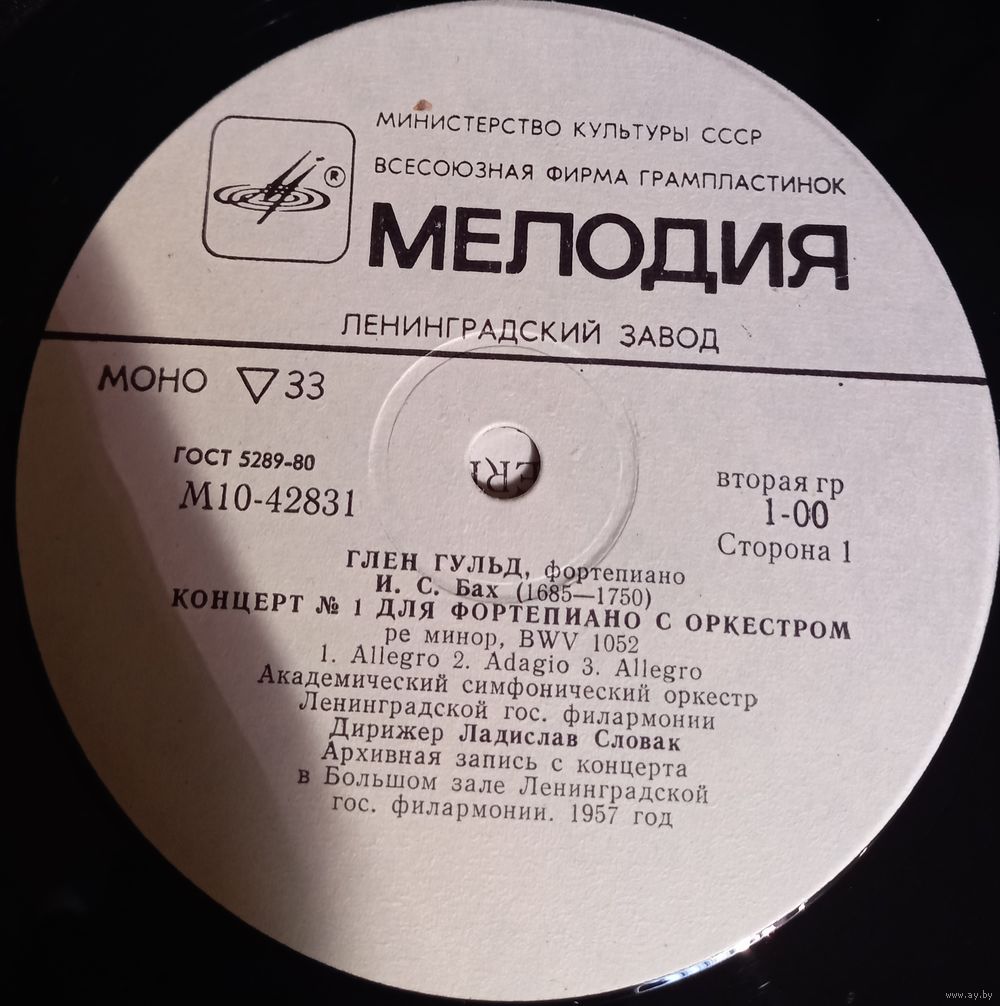 МИНИСТЕРСТВО КУЛЬТУРЫ СССР
ВСЕСОЮЗНАЯ ФИРМА ГРАМПЛАСТИНОК
®
МЕЛОДИЯ
ЛЕНИНГРАДСКИЙ ЗАВОД
МОНО ▽ 33
ГОСТ 5289-80
М10-42831
вторая гр
1-00
Сторона 1
ГЛЕН ГУЛЬД, фортепиано
И. С. Бах (1685—1750)
КОНЦЕРТ № 1 ДЛЯ ФОРТЕПИАНО С ОРКЕСТРОМ
ре минор, BWV 1052
1. Allegro 2. Adagio 3. Allegro
Академический симфонический оркестр
Ленинградской гос. филармонии
Дирижер Ладислав Словак
Архивная запись с концерта
в Большом зале Ленинградской
гос. филармонии. 1957 год
www.ay.by